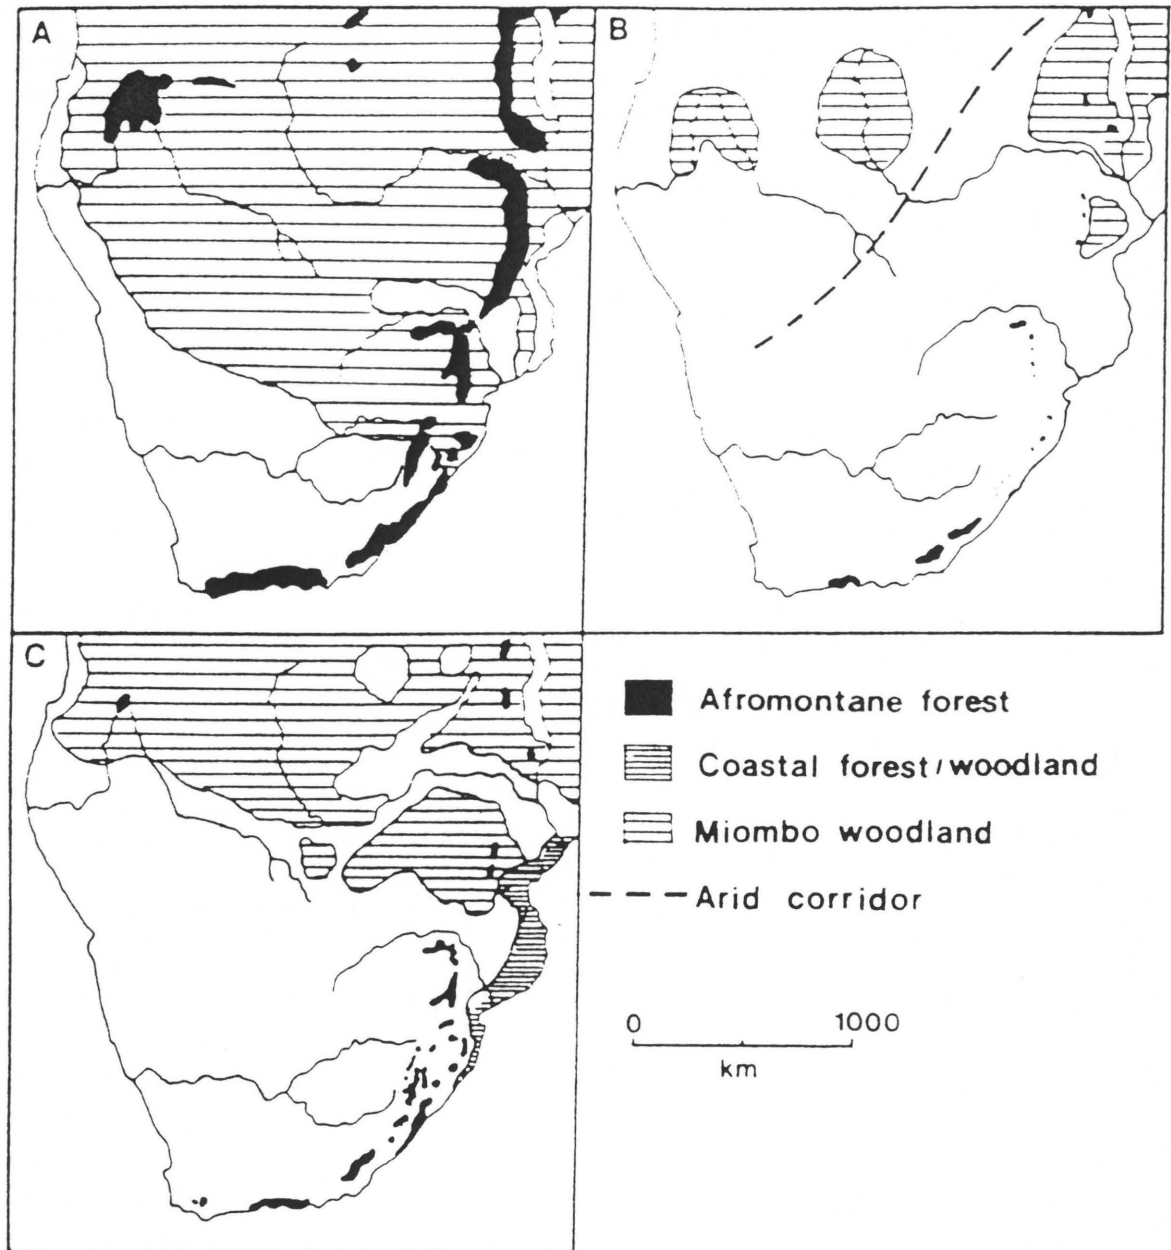 A
B
C
Afromontane forest
Coastal forest/woodland
Miombo woodland
Arid corridor
0 1000
km